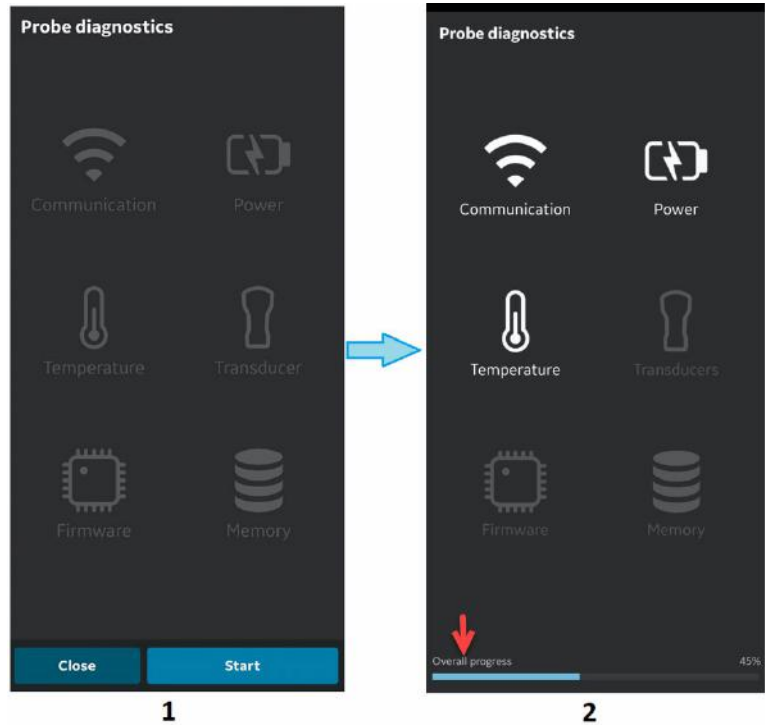 Probe diagnostics
Communication
Power
Temperature
Transducer
Firmware
Memory
Close
Start
1
Probe diagnostics
Communication
Power
Temperature
Transducers
Firmware
Memory
Overall progress
45%
2